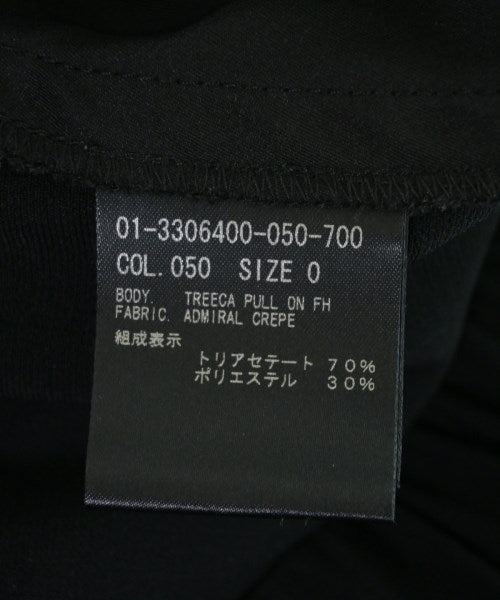 01-3306400-050-700
COL.050 SIZE 0
BODY. TREECA PULL ON FH
FABRIC. ADMIRAL CREPE
組成表示
トリアセテート 70%
ポリエステル 30%